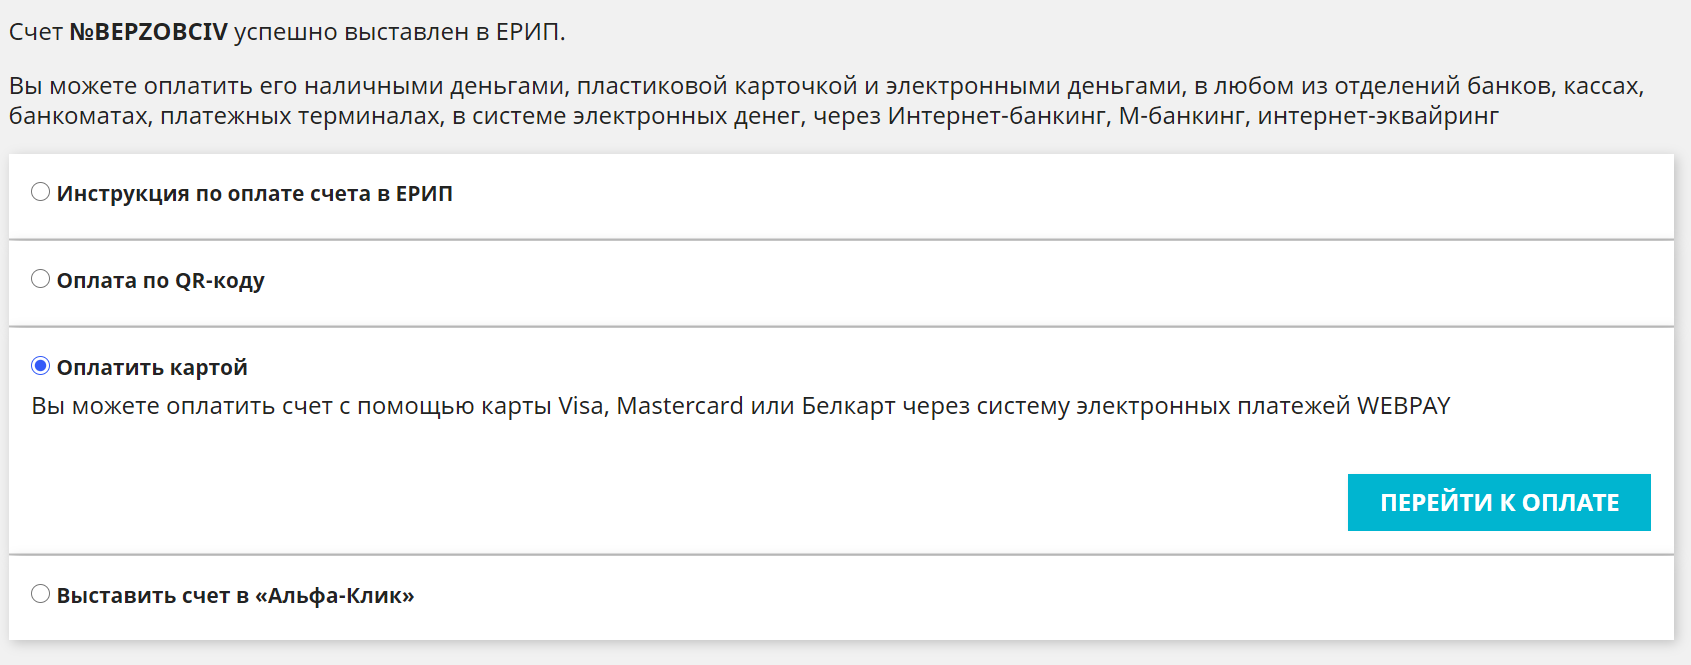 Счет №BEPZOBCIV успешно выставлен в ЕРИП.
Вы можете оплатить его наличными деньгами, пластиковой карточкой и электронными деньгами, в любом из отделений банков, кассах,
банкоматах, платежных терминалах, в системе электронных денег, через Интернет-банкинг, М-банкинг, интернет-эквайринг
Инструкция по оплате счета в ЕРИП
Оплата по QR-коду
Оплатить картой
Вы можете оплатить счет с помощью карты Visa, Mastercard или Белкарт через систему электронных платежей WEBPAY
ПЕРЕЙТИ К ОПЛАТЕ
Выставить счет в «Альфа-Клик»